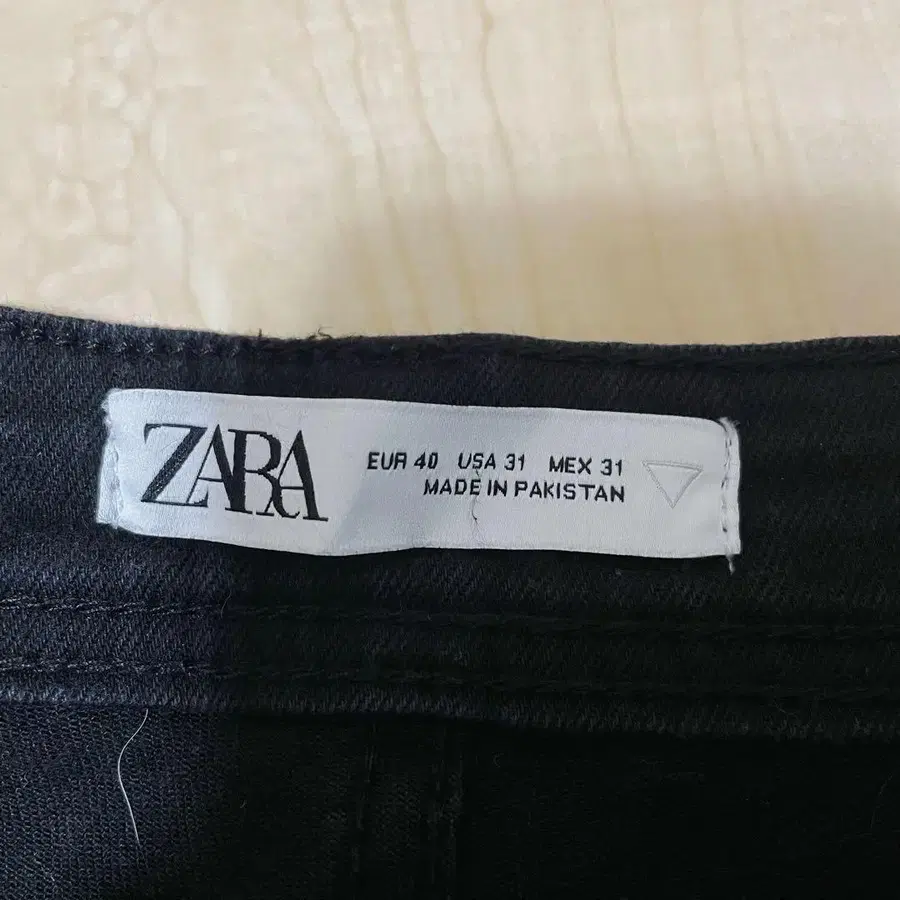 ZARA
EUR 40 USA 31 MEX 31
MADE IN PAKISTAN